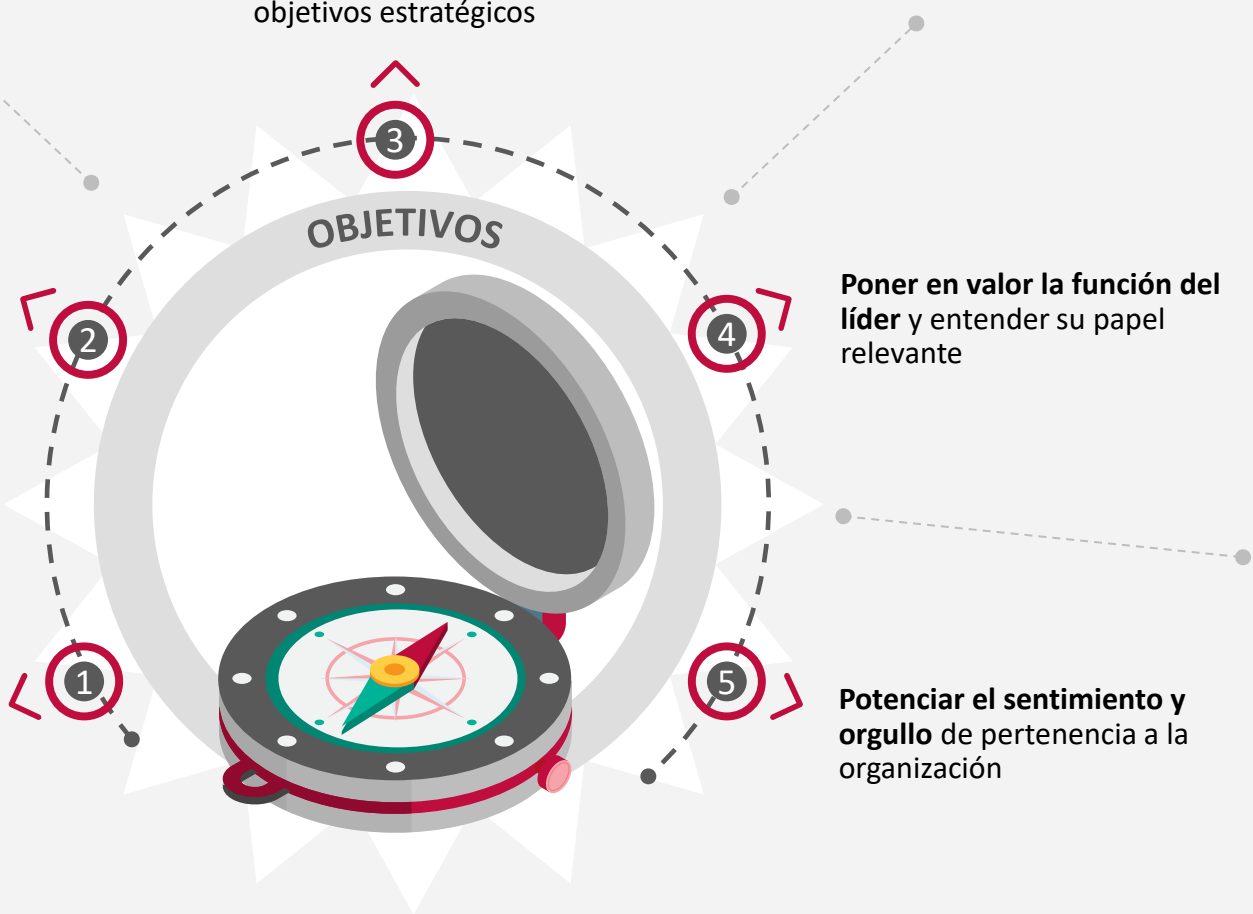 objetivos estratégicos
3
OBJETIVOS
2
4
Poner en valor la función del
líder y entender su papel
relevante
1
5
Potenciar el sentimiento y
orgullo de pertenencia a la
organización